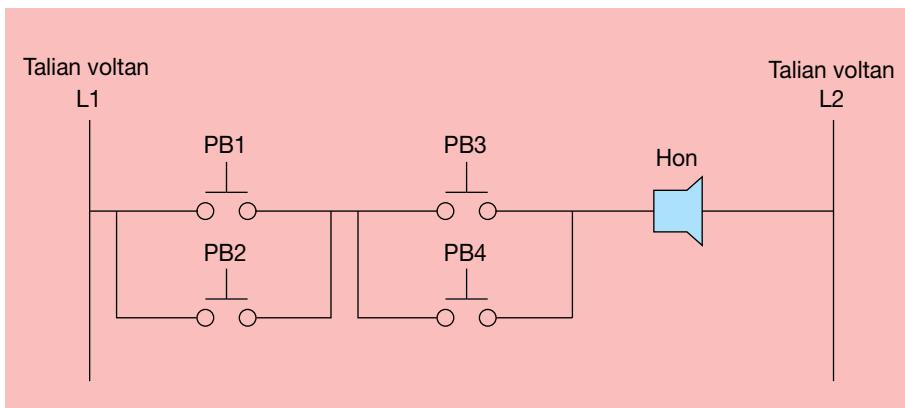 Talian voltan
L1
Talian voltan
L2
PB1
PB3
Hon
PB2
PB4